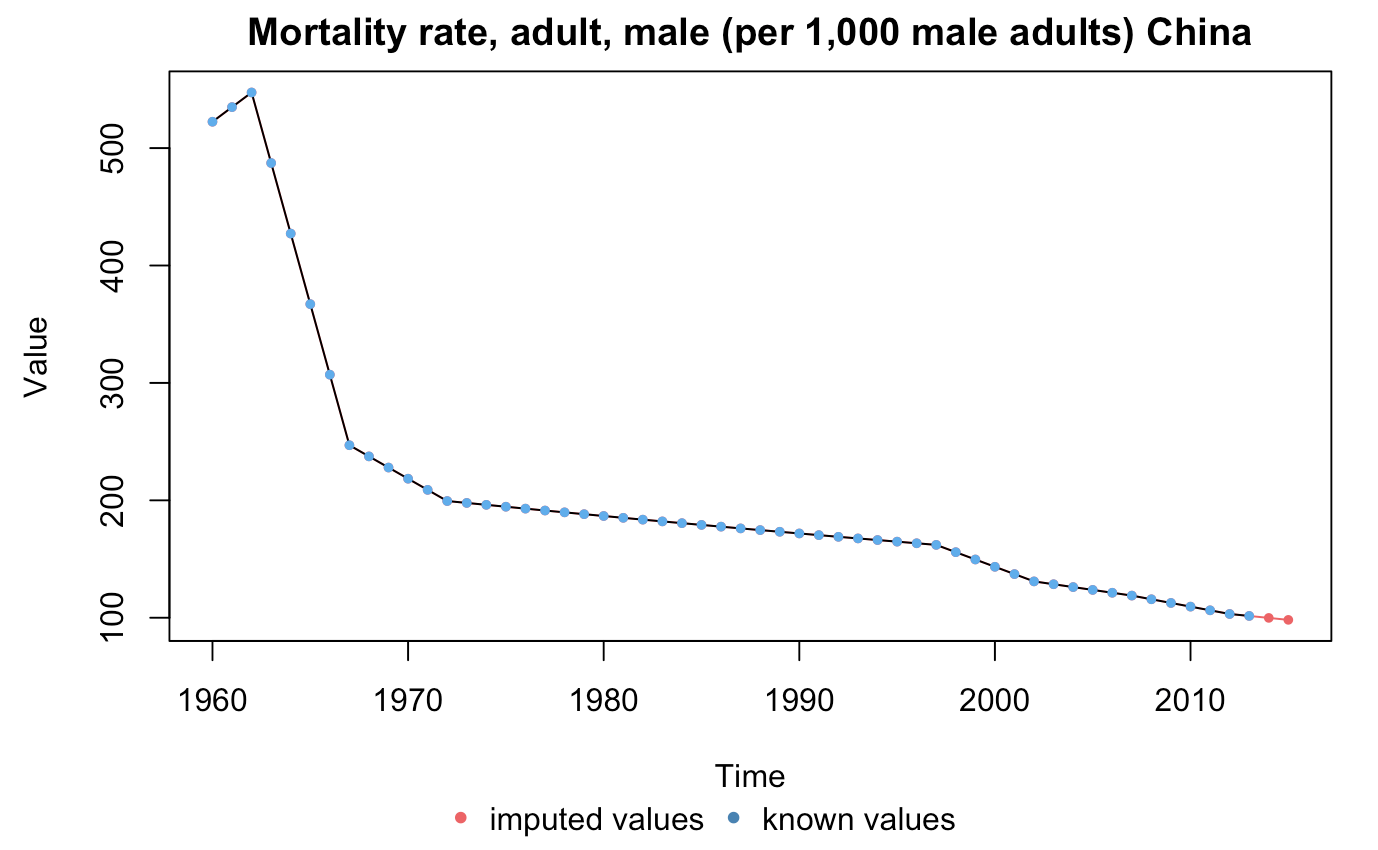 Mortality rate, adult, male (per 1,000 male adults) China
Value
500
400
300
200
100
1960 1970 1980 1990 2000 2010
Time
imputed values known values